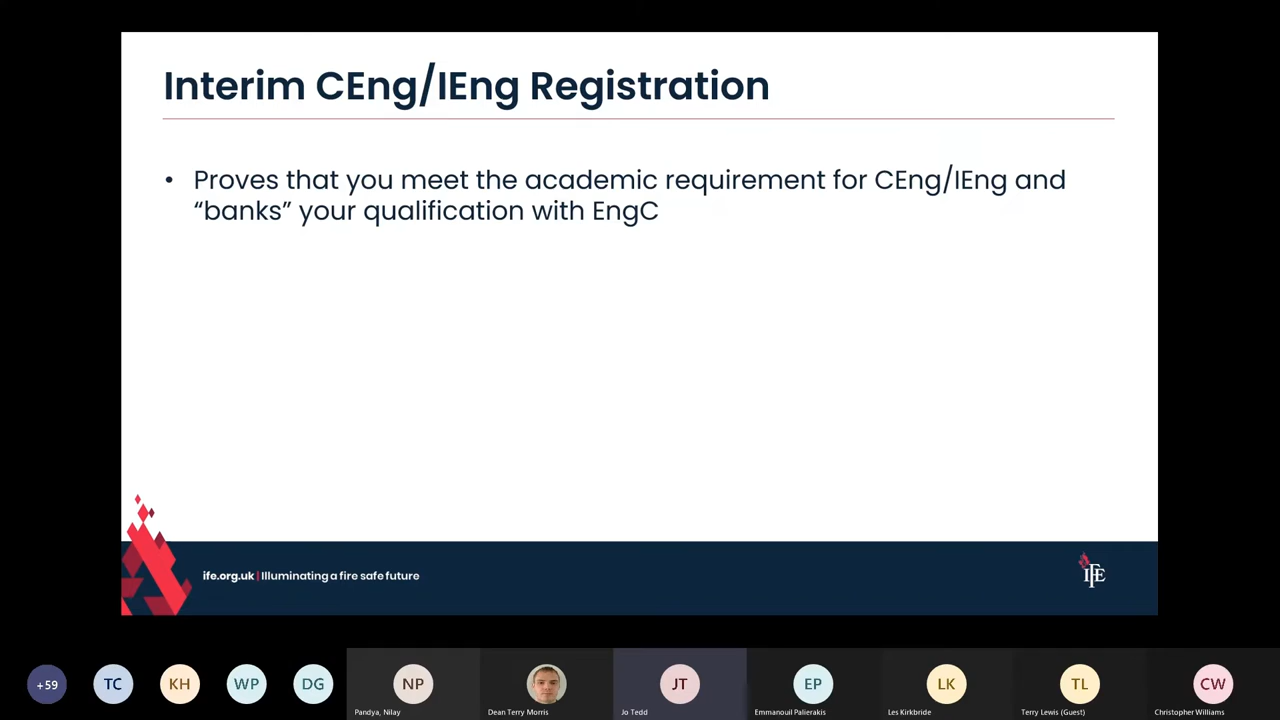 Interim CEng/IEng Registration
• Proves that you meet the academic requirement for CEng/IEng and
“banks” your qualification with EngC
ife.org.uk | Illuminating a fire safe future
IFE
+59
TC
KH
WP
DG
NP
JT
EP
LK
TL
CW
Pandya, Nilay
Dean Terry Morris
Jo Tedd
Emmanouil Palierakis
Les Kirkbride
Terry Lewis (Guest)
Christopher Williams